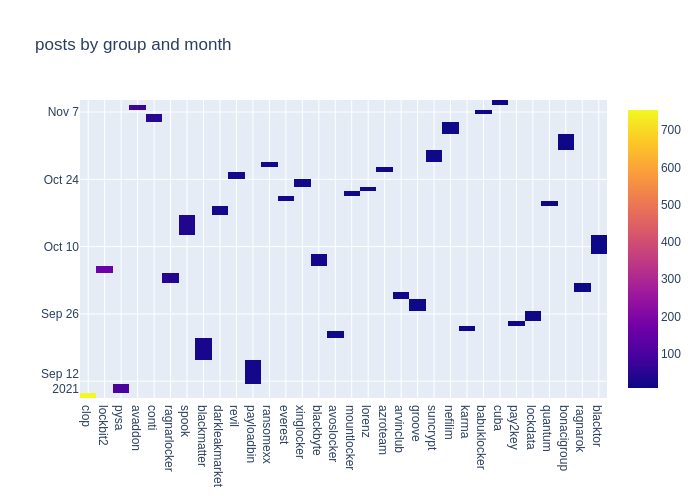 posts by group and month
Nov 7
Oct 24
Oct 10
Sep 26
Sep 12
2021
700
600
500
400
300
200
100
clop
lockbit2
pysa
avaddon
conti
ragnarlocker
spook
blackmatter
darkleakmarket
revil
payloadbin
ransomexx
everest
xinglocker
blackbyte
avoslocker
mountlocker
lorenz
azroteam
arvinclub
groove
suncrypt
nefilim
karma
babuklocker
cuba
pay2key
lockdata
quantum
bonacigroup
ragnarok
blacktor